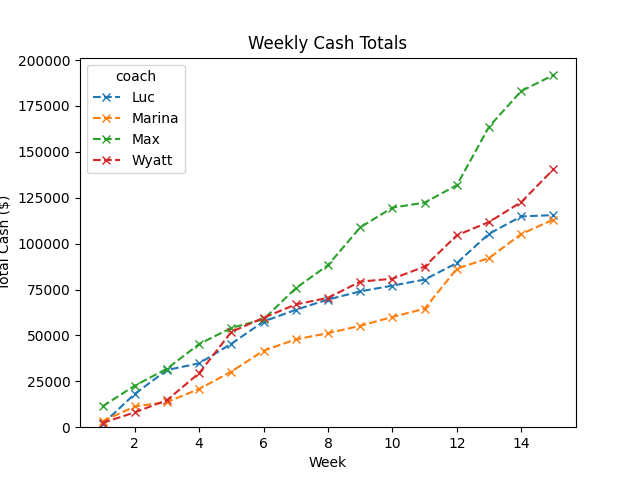 Weekly Cash Totals
coach
Luc
Marina
Max
Wyatt
200000
175000
150000
125000
100000
75000
50000
25000
0
Total Cash ($)
2 4 6 8 10 12 14
Week